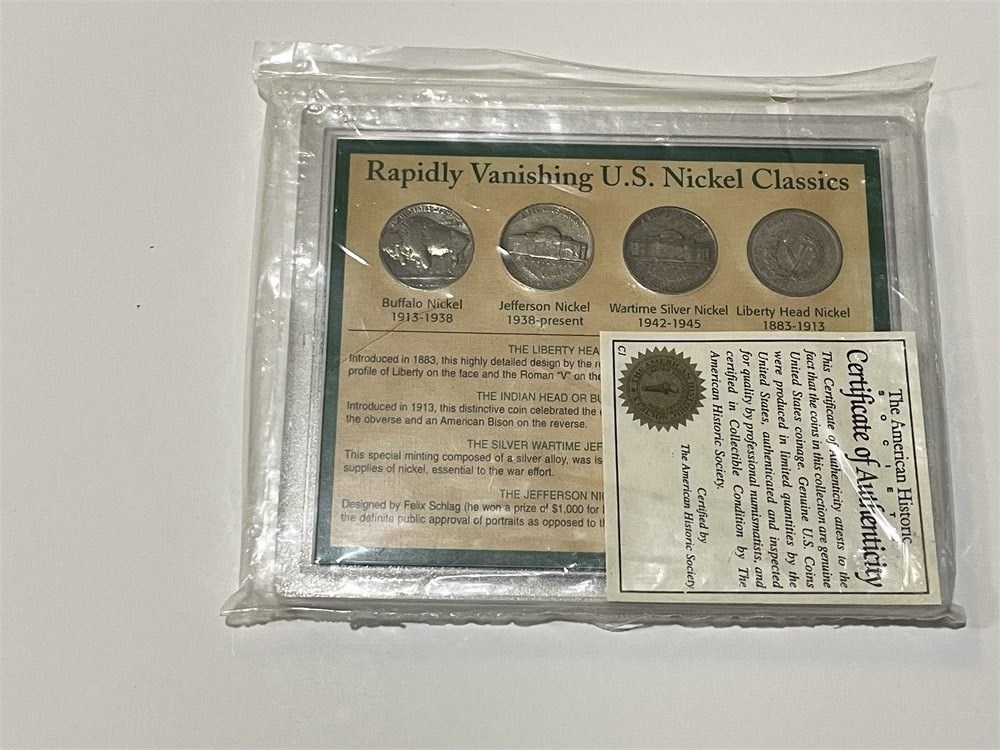 Rapidly Vanishing U.S. Nickel Classics
Buffalo Nickel
1913-1938
Jefferson Nickel
1938-present
Wartime Silver Nickel
1942-1945
Liberty Head Nickel
1883-1913
THE LIBERTY HEA
Introduced in 1883, this highly detailed design by the
profile of Liberty on the face and the Roman "V" on the
THE INDIAN HEAD OR BU
Introduced in 1913, this distinctive coin celebrated the
the obverse and an American Bison on the reverse.
THE SILVER WARTIME JEF
This special minting composed of a silver alloy, was is
supplies of nickel, essential to the war effort.
THE JEFFERSON NI
Designed by Felix Schlag (he won a prize of $1,000 for
the definite public approval of portraits as opposed to
The American Historic
SOCIETY
Certificate of Authenticity
This Certificate of Authenticity attests to the
fact that the coins in this collection are genuine
United States coinage. Genuine U.S. Coins
were produced in limited quantities by the
United States, authenticated and inspected
for quality by professional numismatists, and
certified in Collectible Condition by The
American Historic Society.
Certified by
The American Historic Society
C1